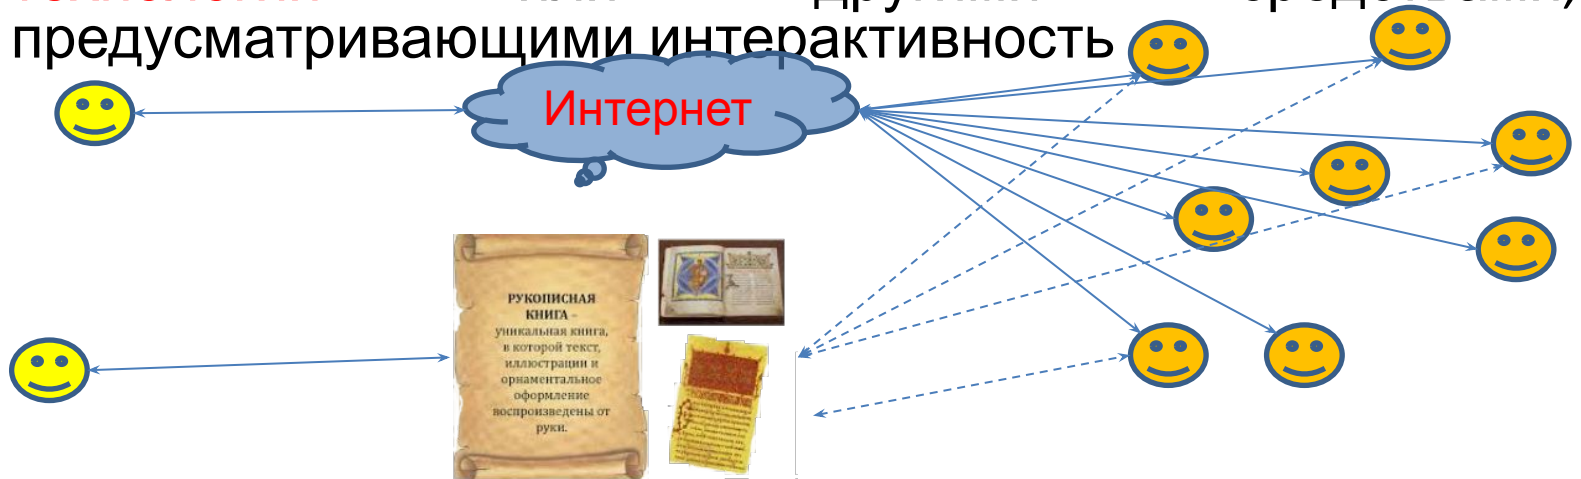 предусматривающими интерактивность
Интернет
РУКОПИСНАЯ
КНИГА –
уникальная книга,
в которой текст,
иллюстрации и
орнаментальное
оформление
воспроизведены от
руки.